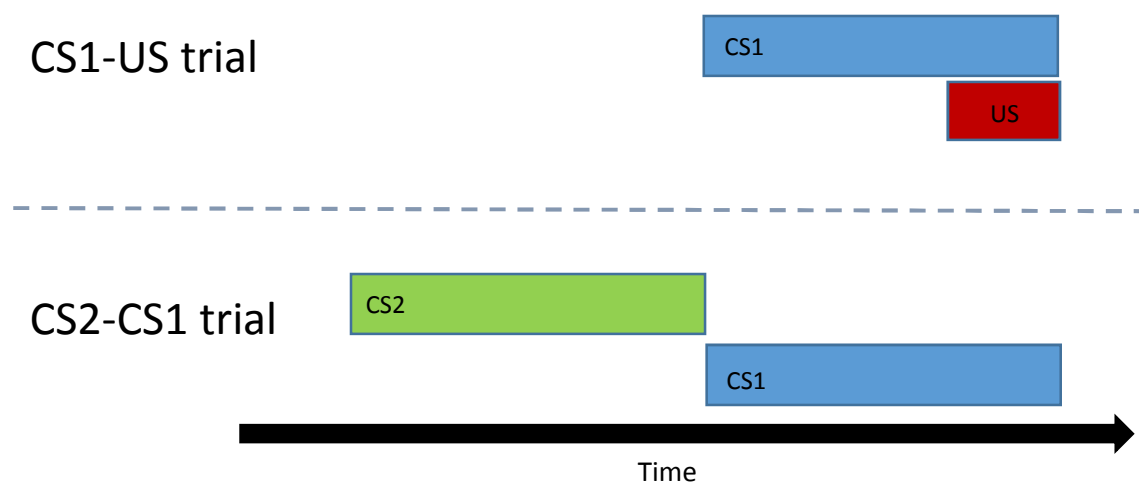 CS1-US trial
CS1
US
CS2-CS1 trial
CS2
CS1
Time